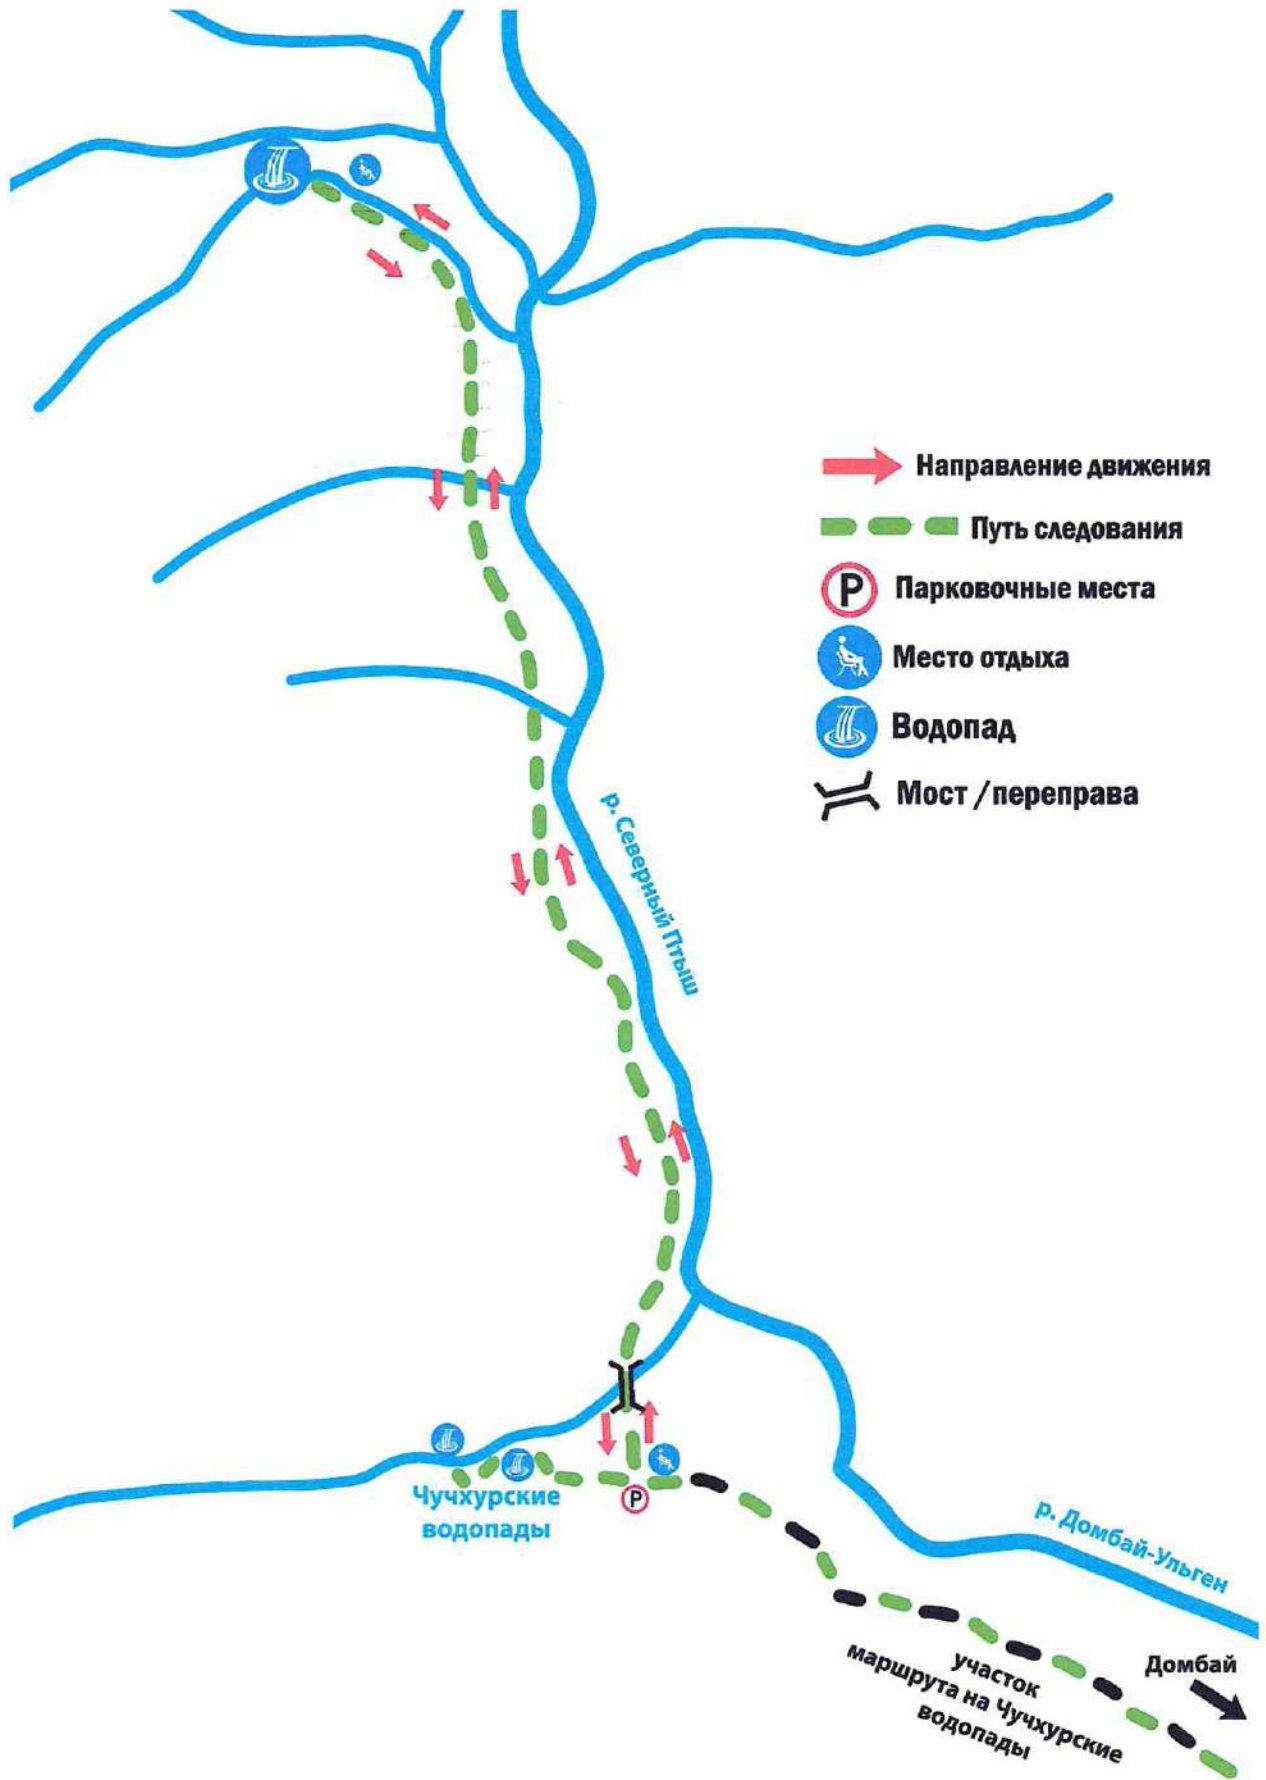 Направление движения
Путь следования
P
Парковочные места
Место отдыха
Водопад
Мост / переправа
р. Северный Птыш
Чучхурские
водопады
P
р. Домбай-Ульген
Домбай
участок
маршрута на Чучхурские
водопады